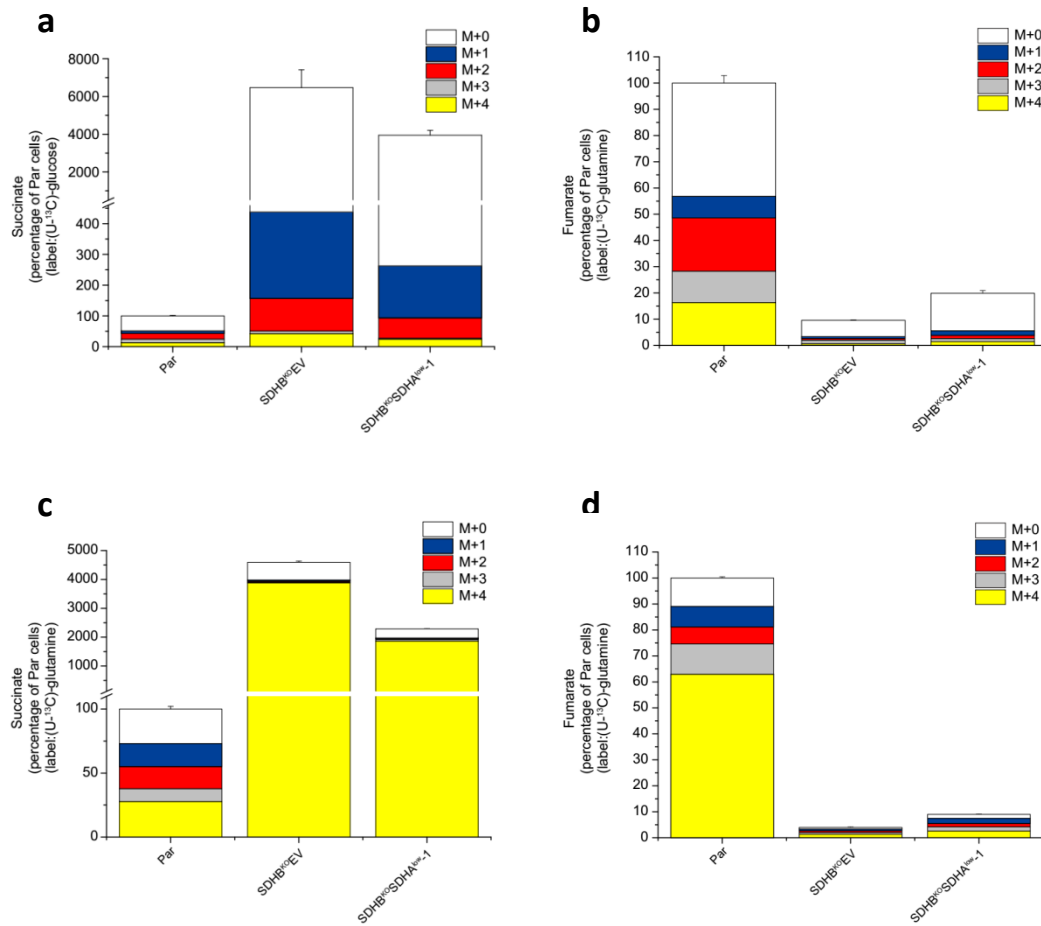 a
M+0
M+1
M+2
M+3
M+4
8000
6000
4000
2000
400
300
200
100
0
Succinate
(percentage of Par cells)
(label:(U-¹³C)-glucose
Par
SDHBᴷᴼEV
SDHBᴷᴼSDHAˡᵒʷ-1
b
M+0
M+1
M+2
M+3
M+4
110
100
90
80
70
60
50
40
30
20
10
0
Fumarate
(percentage of Par cells)
(label:(U-¹³C)-glutamine
Par
SDHBᴷᴼEV
SDHBᴷᴼSDHAˡᵒʷ-1
c
M+0
M+1
M+2
M+3
M+4
5000
4000
3000
2000
1000
100
50
0
Succinate
(percentage of Par cells)
(label:(U-¹³C)-glutamine
Par
SDHBᴷᴼEV
SDHBᴷᴼSDHAˡᵒʷ-1
d
M+0
M+1
M+2
M+3
M+4
110
100
90
80
70
60
50
40
30
20
10
0
Fumarate
(percentage of Par cells)
(label:(U-¹³C)-glutamine
Par
SDHBᴷᴼEV
SDHBᴷᴼSDHAˡᵒʷ-1